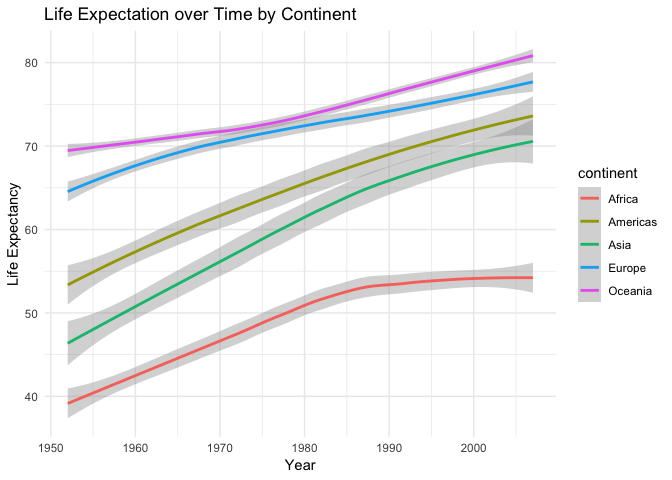 Life Expectation over Time by Continent
80
70
60
50
40
Life Expectancy
1950 1960 1970 1980 1990 2000
Year
continent
Africa
Americas
Asia
Europe
Oceania